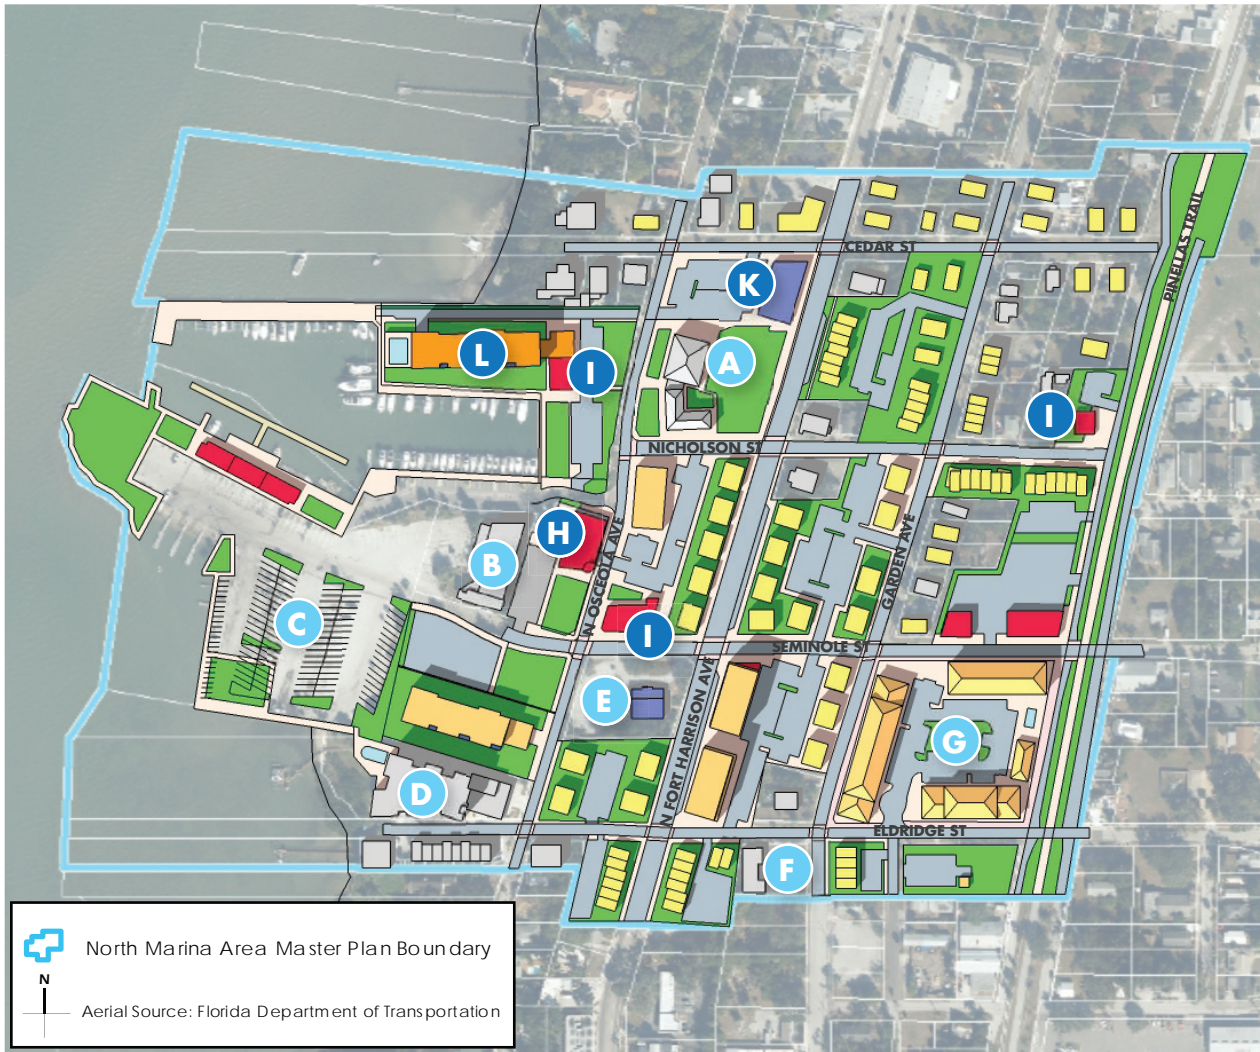 CEDAR ST
PINELLAS TRAIL
K
L
I
A
I
NICHOLSON ST
H
B
N OSCEOLA AVE
GARDEN AVE
C
I
SEMINOLE ST
E
N FORT HARRISON AVE
G
D
ELDRIDGE ST
F
North Marina Area Master Plan Boundary
N
Aerial Source: Florida Department of Transportation